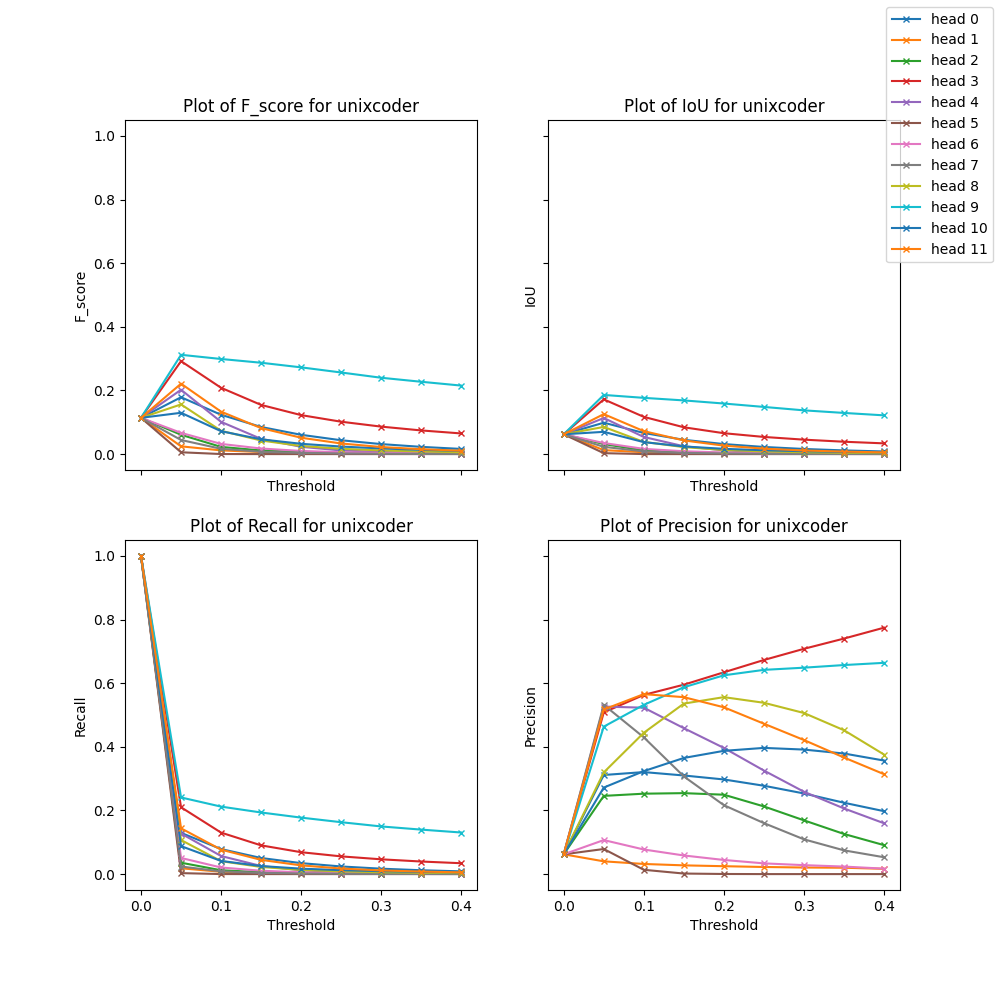 head 0
head 1
head 2
head 3
head 4
head 5
head 6
head 7
head 8
head 9
head 10
head 11
Plot of F_score for unixcoder
1.0
0.8
0.6
0.4
0.2
0.0
F_score
Threshold
Plot of IoU for unixcoder
IoU
Threshold
Plot of Recall for unixcoder
1.0
0.8
0.6
0.4
0.2
0.0
Recall
0.0 0.1 0.2 0.3 0.4
Threshold
Plot of Precision for unixcoder
Precision
0.0 0.1 0.2 0.3 0.4
Threshold